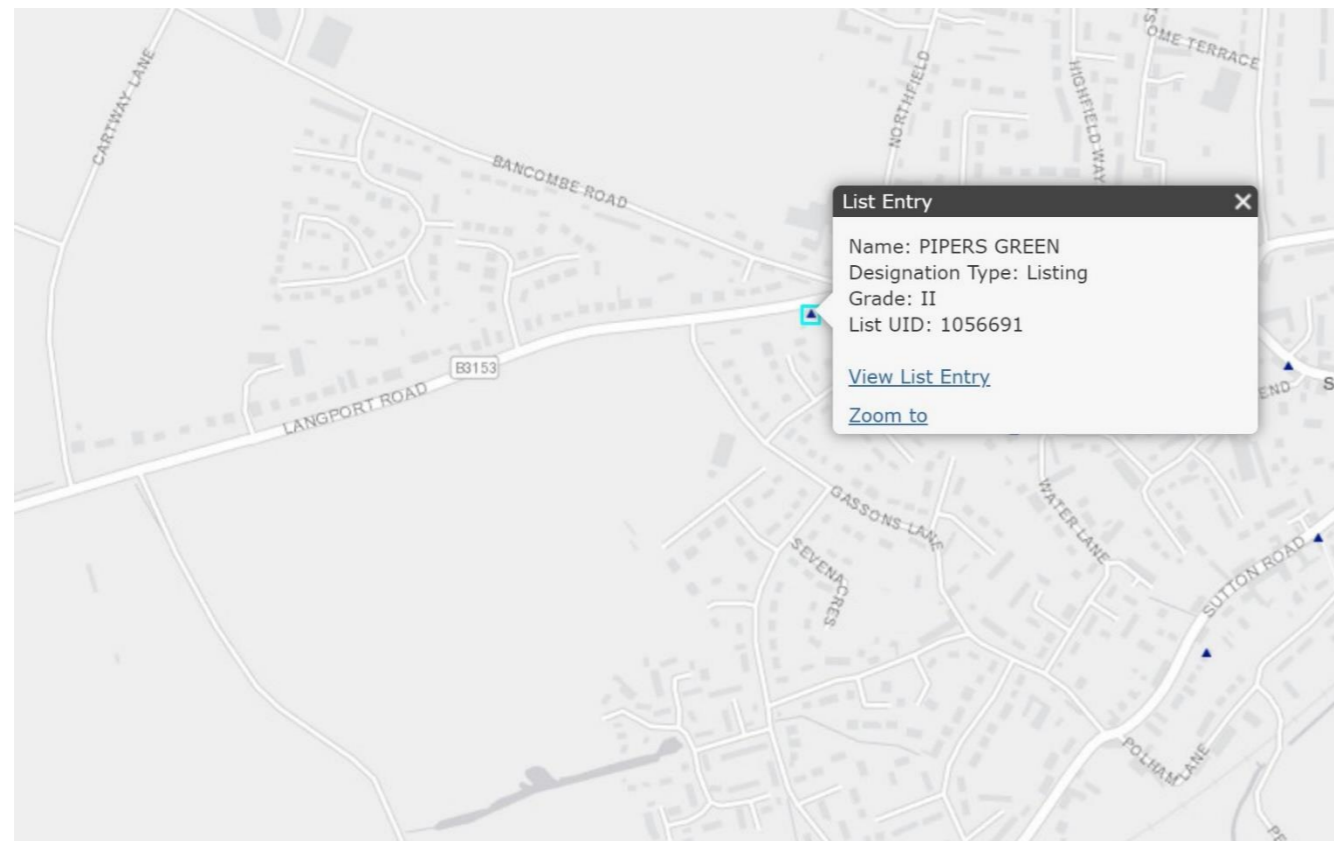 OME TERRACE
CARTWAY LANE
NORTHFIELD
HIGHFIELD WAY
BANCOMBE ROAD
List Entry
Name: PIPERS GREEN
Designation Type: Listing
Grade: II
List UID: 1056691
View List Entry
Zoom to
B3153
LANGPORT ROAD
END
S
GASSONS LANE
WATER LANE
SEVENACRES
SUTTON ROAD
POLHAM LANE
PE